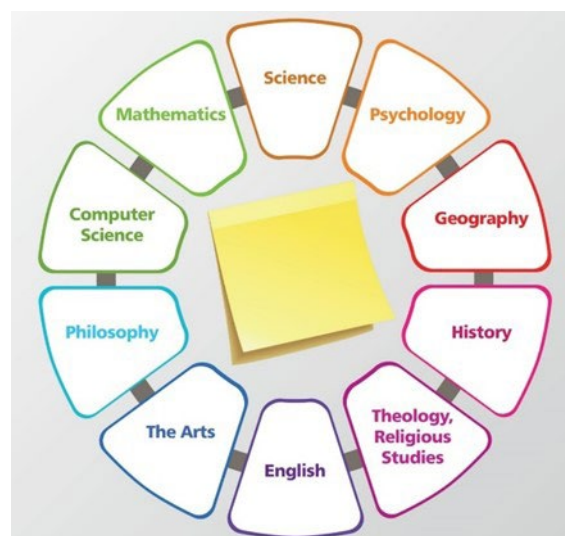 Science
Psychology
Geography
History
Theology,
Religious
Studies
English
The Arts
Philosophy
Computer
Science
Mathematics